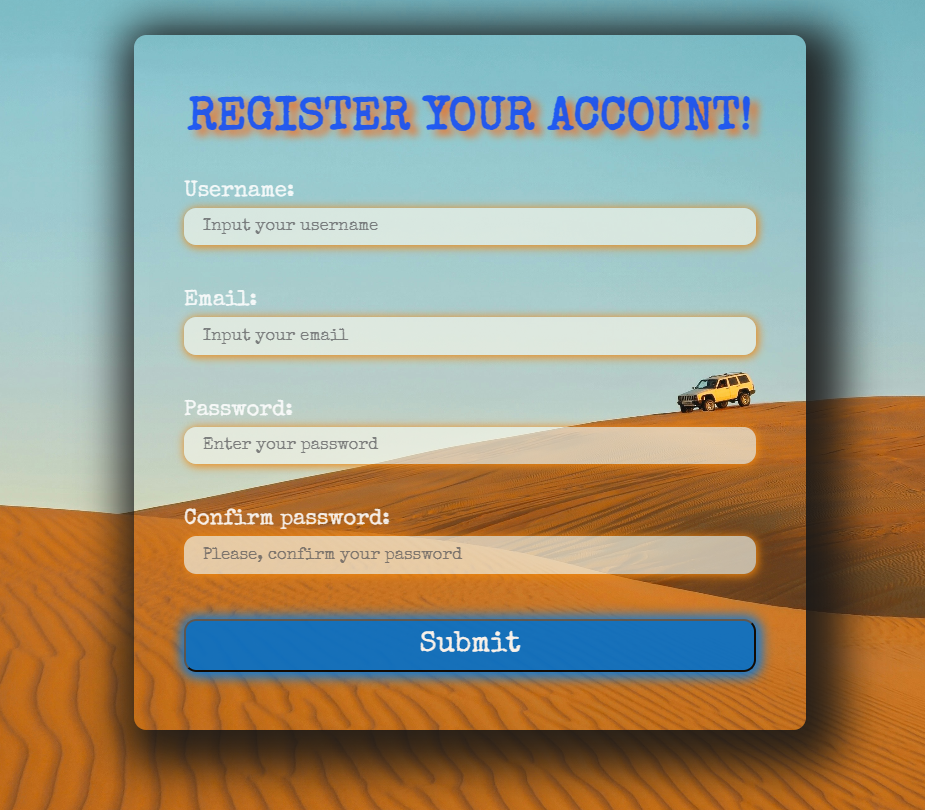 REGISTER YOUR ACCOUNT!
Username:
Input your username
Email:
Input your email
Password:
Enter your password
Confirm password:
Please, confirm your password
Submit